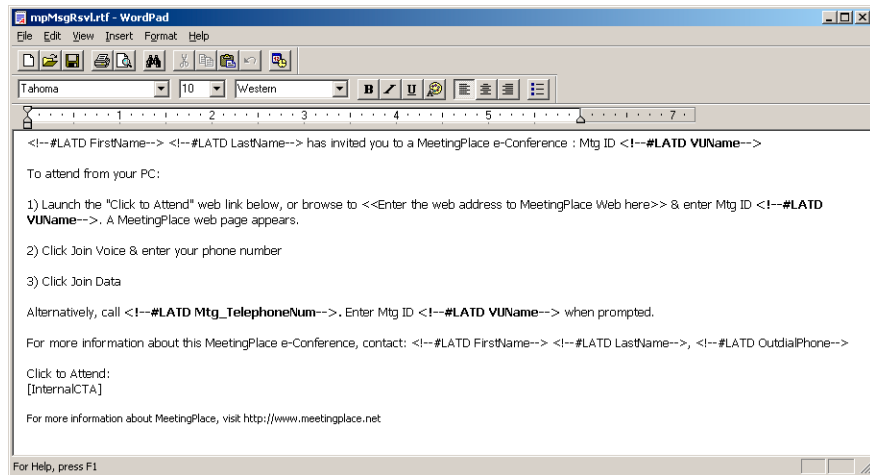 mpMsgRsvl.rtf - WordPad
File Edit View Insert Format Help
Tahoma 10 Western B I U
1 2 3 4 5 7
<!--#LATD FirstName--> <!--#LATD LastName--> has invited you to a MeetingPlace e-Conference : Mtg ID <!--#LATD VUName-->
To attend from your PC:
1) Launch the "Click to Attend" web link below, or browse to <<Enter the web address to MeetingPlace Web here>> & enter Mtg ID <!--#LATD
VUName-->. A MeetingPlace web page appears.
2) Click Join Voice & enter your phone number
3) Click Join Data
Alternatively, call <!--#LATD Mtg_TelephoneNum-->. Enter Mtg ID <!--#LATD VUName--> when prompted.
For more information about this MeetingPlace e-Conference, contact: <!--#LATD FirstName--> <!--#LATD LastName-->, <!--#LATD OutdialPhone-->
Click to Attend:
[InternalCTA]
For more information about MeetingPlace, visit http://www.meetingplace.net
For Help, press F1